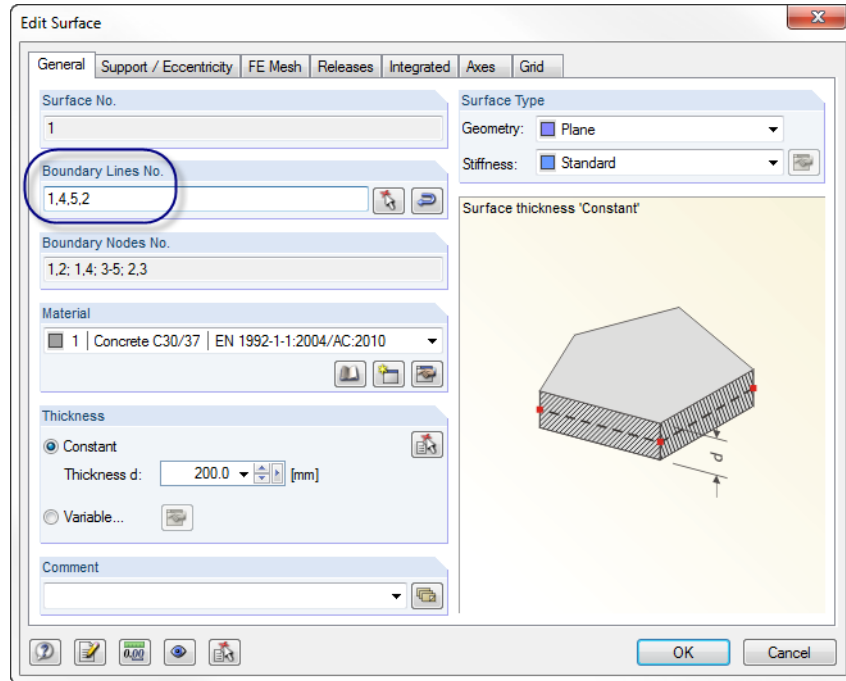 Edit Surface
General Support / Eccentricity FE Mesh Releases Integrated Axes Grid
Surface No.
1
Boundary Lines No.
1,4,5,2
Boundary Nodes No.
1,2; 1,4; 3-5; 2,3
Material
1 Concrete C30/37 EN 1992-1-1:2004/AC:2010
Thickness
Constant
Thickness d: 200.0 [mm]
Variable...
Comment
Surface Type
Geometry: Plane
Stiffness: Standard
Surface thickness 'Constant'
d
0.00
OK Cancel